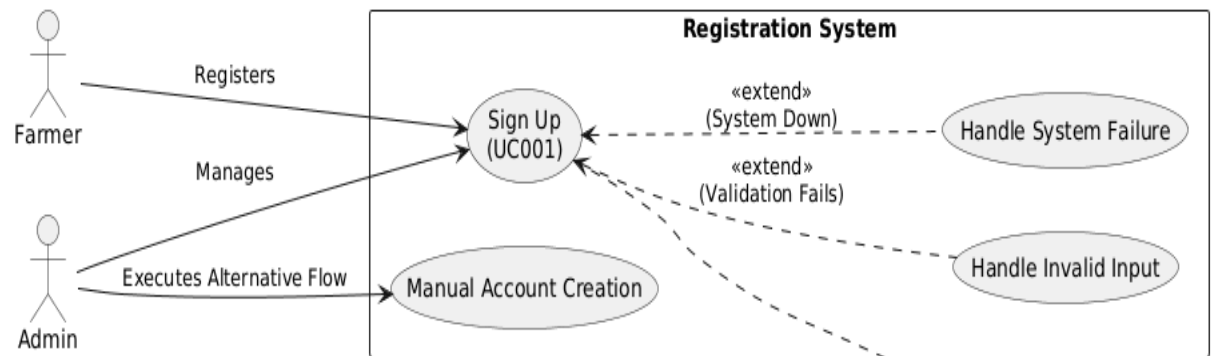 Registration System
Registers
Farmer
Sign Up
(UC001)
«extend»
(System Down)
Handle System Failure
Manages
«extend»
(Validation Fails)
Handle Invalid Input
Executes Alternative Flow
Manual Account Creation
Admin